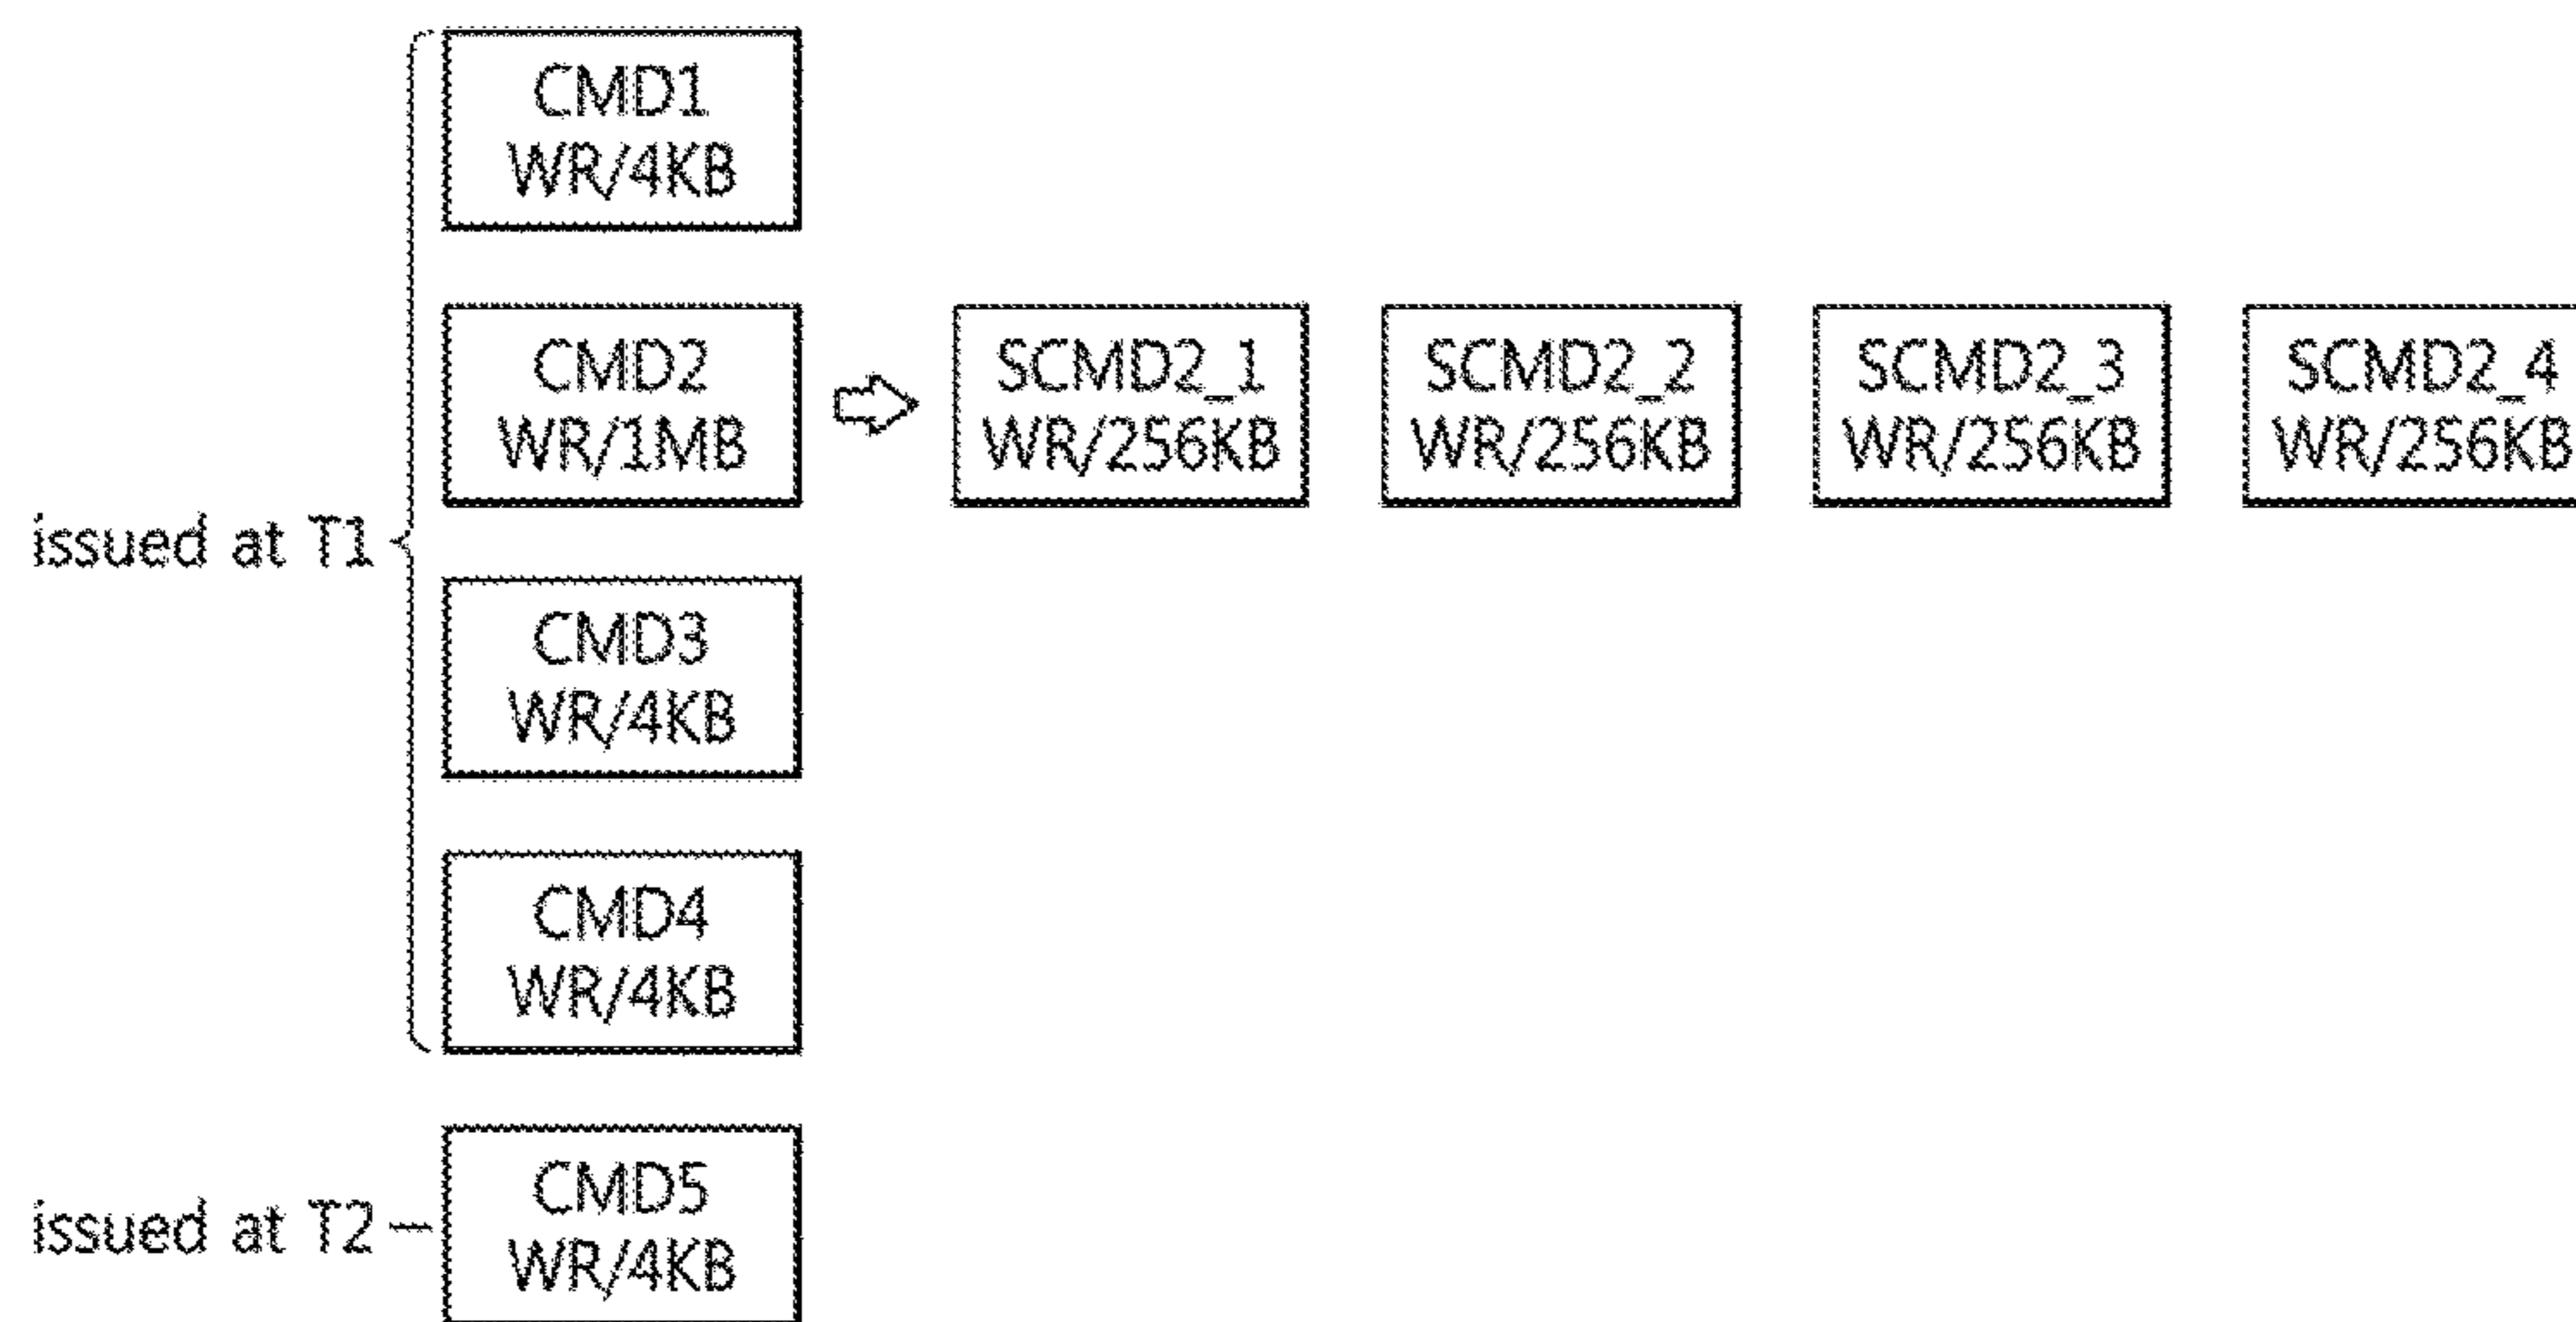 CMD1
WR/4KB
CMD2
WR/1MB
SCMD2_1
WR/256KB
SCMD2_2
WR/256KB
SCMD2_3
WR/256KB
SCMD2_4
WR/256KB
issued at T1
CMD3
WR/4KB
CMD4
WR/4KB
issued at T2
CMD5
WR/4KB